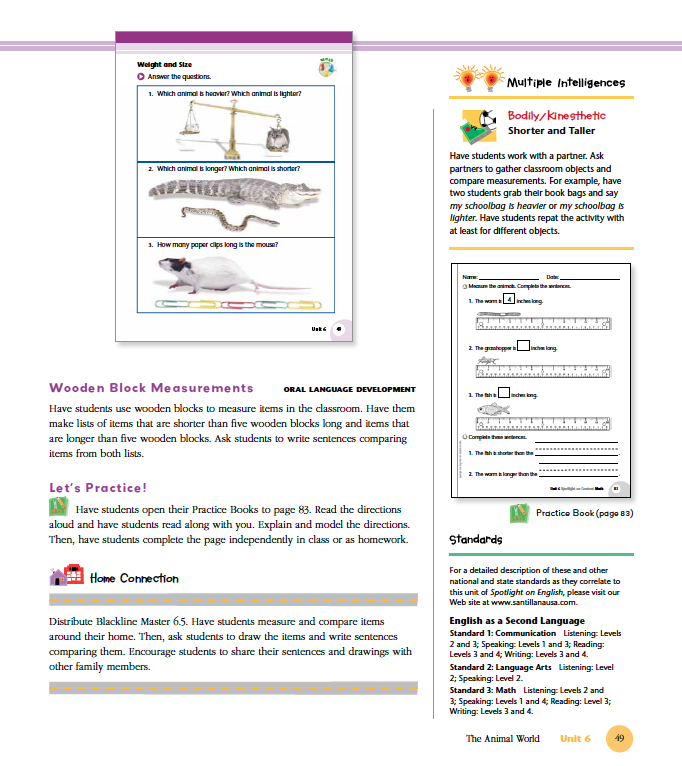 Weight and Size
Answer the questions.
1. Which animal is heavier? Which animal is lighter?
2. Which animal is longer? Which animal is shorter?
3. How many paper clips long is the mouse?
Unit 6 49
Wooden Block Measurements ORAL LANGUAGE DEVELOPMENT
Have students use wooden blocks to measure items in the classroom. Have them
make lists of items that are shorter than five wooden blocks long and items that
are longer than five wooden blocks. Ask students to write sentences comparing
items from both lists.
Let's Practice!
Have students open their Practice Books to page 83. Read the directions
aloud and have students read along with you. Explain and model the directions.
Then, have students complete the page independently in class or as homework.
Home Connection
Distribute Blackline Master 6.5. Have students measure and compare items
around their home. Then, ask students to draw the items and write sentences
comparing them. Encourage students to share their sentences and drawings with
other family members.
Multiple Intelligences
Bodily/Kinesthetic
Shorter and Taller
Have students work with a partner. Ask
partners to gather classroom objects and
compare measurements. For example, have
two students grab their book bags and say
my schoolbag is heavier or my schoolbag is
lighter. Have students repat the activity with
at least for different objects.
Name: Date:
Measure the animals. Complete the sentences.
1. The worm is 4 inches long.
2. The grasshopper is inches long.
3. The fish is inches long.
Complete these sentences.
1. The fish is shorter than the .
2. The worm is longer than the .
Unit 6 Spotlight on Content Math 83
Practice Book (page 83)
Standards
For a detailed description of these and other
national and state standards as they correlate to
this unit of Spotlight on English, please visit our
Web site at www.santillanausa.com.
English as a Second Language
Standard 1: Communication Listening: Levels
2 and 3; Speaking: Levels 1 and 3; Reading:
Levels 3 and 4; Writing: Levels 3 and 4.
Standard 2: Language Arts Listening: Level
2; Speaking: Level 2.
Standard 3: Math Listening: Levels 2 and
3; Speaking: Levels 1 and 4; Reading: Level 3;
Writing: Levels 3 and 4.
The Animal World Unit 6 49